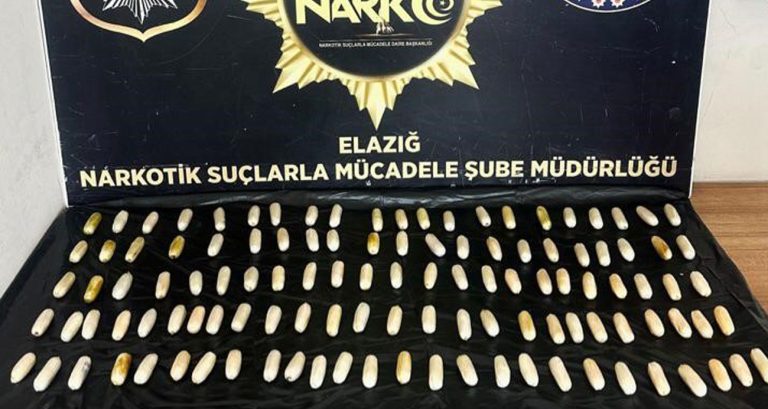 NARKO
NARKOTİK SUÇLARLA MÜCADELE DAİRE BAŞKANLIĞI
ELAZIĞ
NARKOTİK SUÇLARLA MÜCADELE ŞUBE MÜDÜRLÜĞÜ